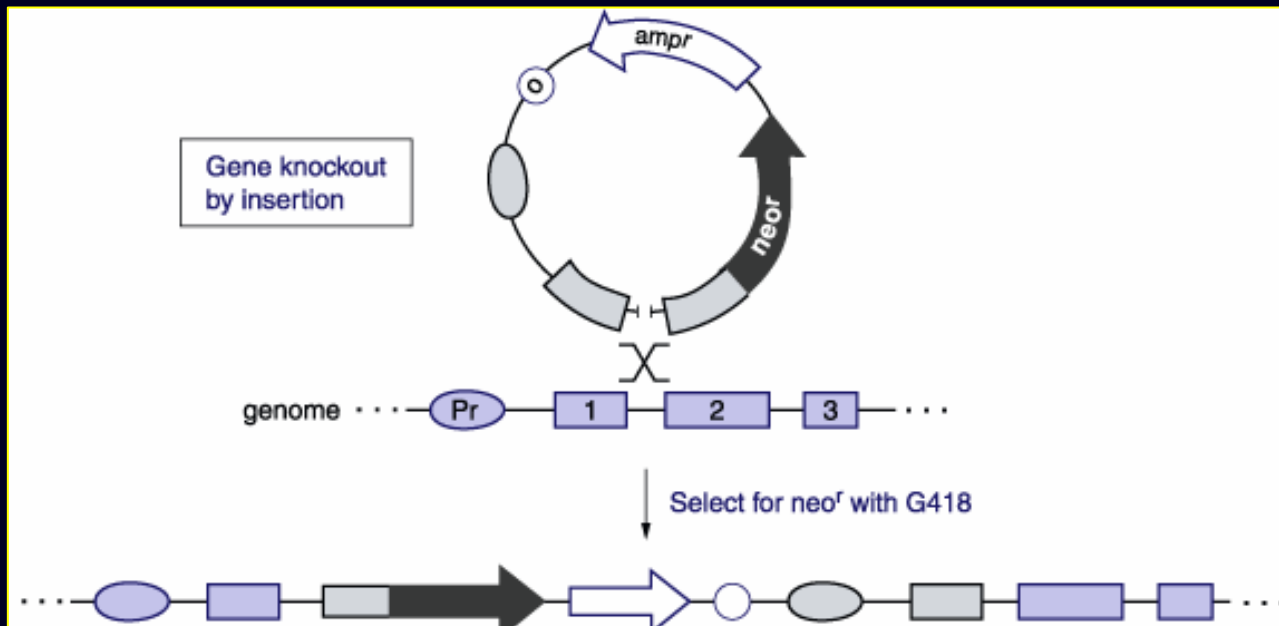 ampr
o
Gene knockout
by insertion
neor
genome · · · Pr 1 2 3 · · ·
Select for neoʳ with G418
· · · · · · · ·